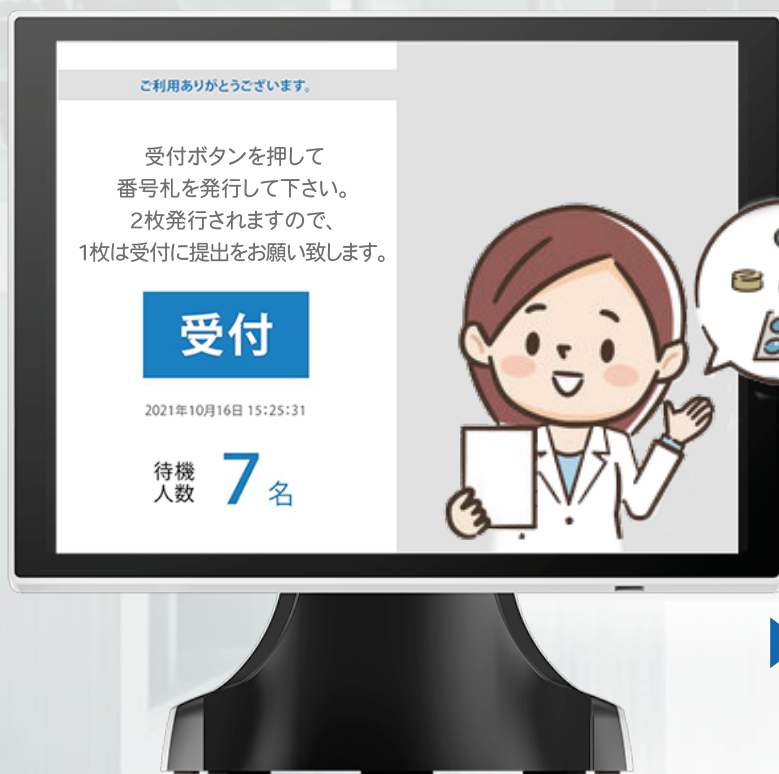 ご利用ありがとうございます。
受付ボタンを押して
番号札を発行して下さい。
2枚発行されますので、
1枚は受付に提出をお願い致します。
受付
2021年10月16日 15:25:31
待機
人数
7名